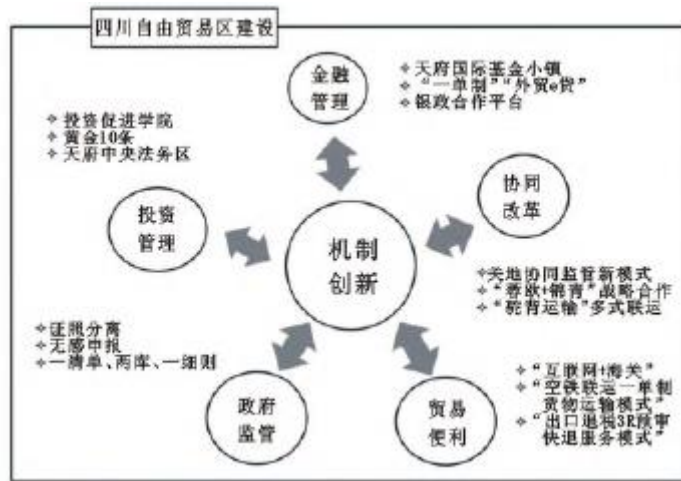 四川自由贸易区建设
金融
管理
✧天府国际基金小镇
✧“一单制”“外贸e贷”
✧银政合作平台
✧投资促进学院
✧黄金10条
✧天府中央法务区
协同
改革
投资
管理
机制
创新
✧关地协同监管新模式
✧“蓉欧+锦青”战略合作
✧“驼背运输”多式联运
✧证照分离
✧无感申报
✧一清单、两库、一细则
✧“互联网+海关”
✧“空铁联运一单制
货物运输模式”
✧“出口退税3R预审
快退服务模式”
政府
监管
贸易
便利